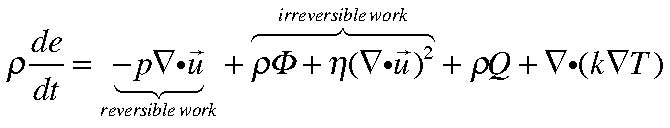 irreversible work
ρ de/dt = −p∇•u⃗ + ρΦ + η(∇•u⃗)² + ρQ + ∇•(k∇T)
reversible work